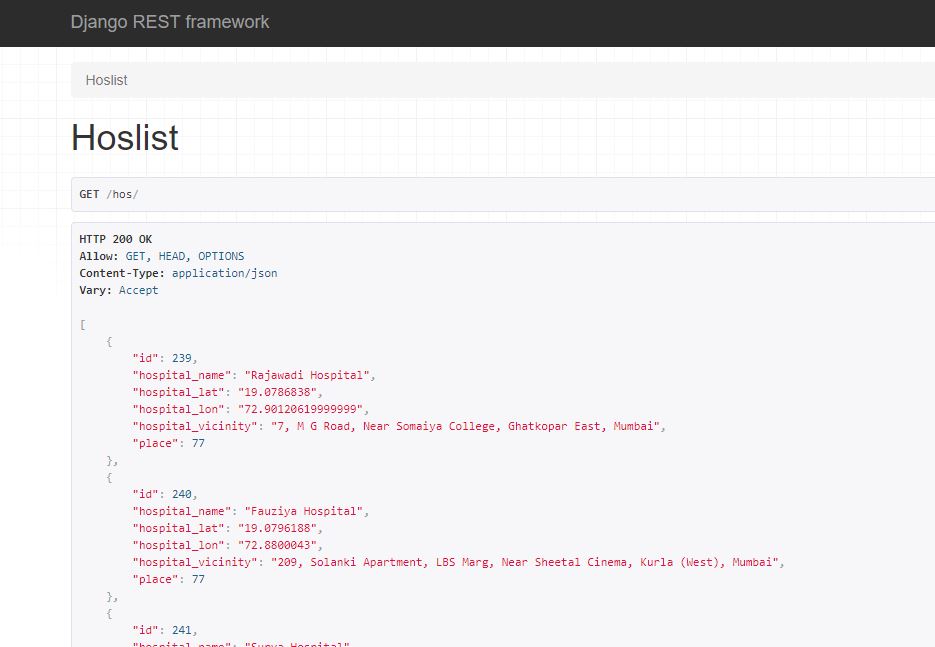 Django REST framework
Hoslist
Hoslist
GET /hos/
HTTP 200 OK
Allow: GET, HEAD, OPTIONS
Content-Type: application/json
Vary: Accept
[
{
"id": 239,
"hospital_name": "Rajawadi Hospital",
"hospital_lat": "19.0786838",
"hospital_lon": "72.90120619999999",
"hospital_vicinity": "7, M G Road, Near Somaiya College, Ghatkopar East, Mumbai",
"place": 77
},
{
"id": 240,
"hospital_name": "Fauziya Hospital",
"hospital_lat": "19.0796188",
"hospital_lon": "72.8800043",
"hospital_vicinity": "209, Solanki Apartment, LBS Marg, Near Sheetal Cinema, Kurla (West), Mumbai",
"place": 77
},
{
"id": 241,
"hospital_name": "Surya Hospital"